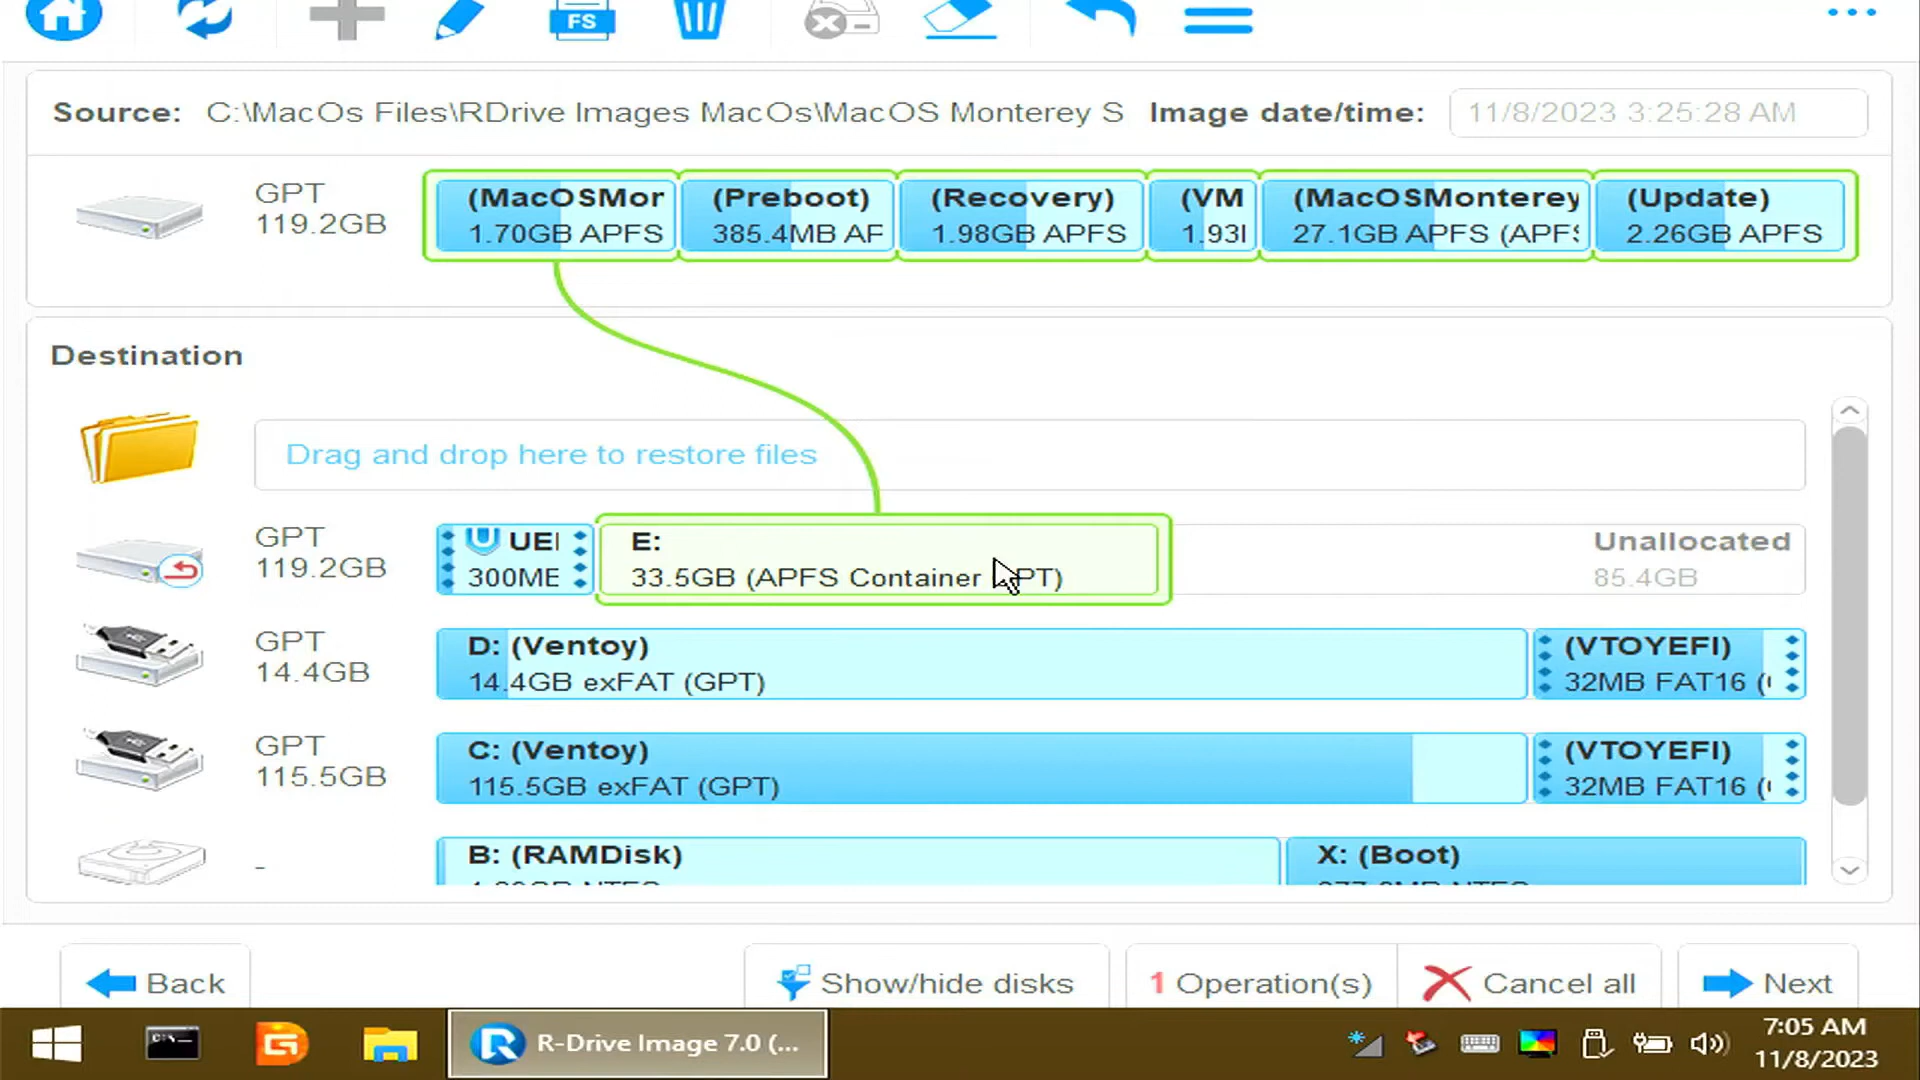 FS
Source: C:\MacOs Files\RDrive Images MacOs\MacOS Monterey S Image date/time: 11/8/2023 3:25:28 AM
GPT
119.2GB
(MacOSMor
1.70GB APFS
(Preboot)
385.4MB AF
(Recovery)
1.98GB APFS
(VM
1.93I
(MacOSMonterey
27.1GB APFS (APF
(Update)
2.26GB APFS
Destination
Drag and drop here to restore files
GPT
119.2GB
UEI
300ME
E:
33.5GB (APFS Container PT)
Unallocated
85.4GB
GPT
14.4GB
D: (Ventoy)
14.4GB exFAT (GPT)
(VTOYEFI)
32MB FAT16 (
GPT
115.5GB
C: (Ventoy)
115.5GB exFAT (GPT)
(VTOYEFI)
32MB FAT16 (
-
B: (RAMDisk)
X: (Boot)
Back
Show/hide disks
1 Operation(s)
Cancel all
Next
R-Drive Image 7.0 (...
7:05 AM
11/8/2023